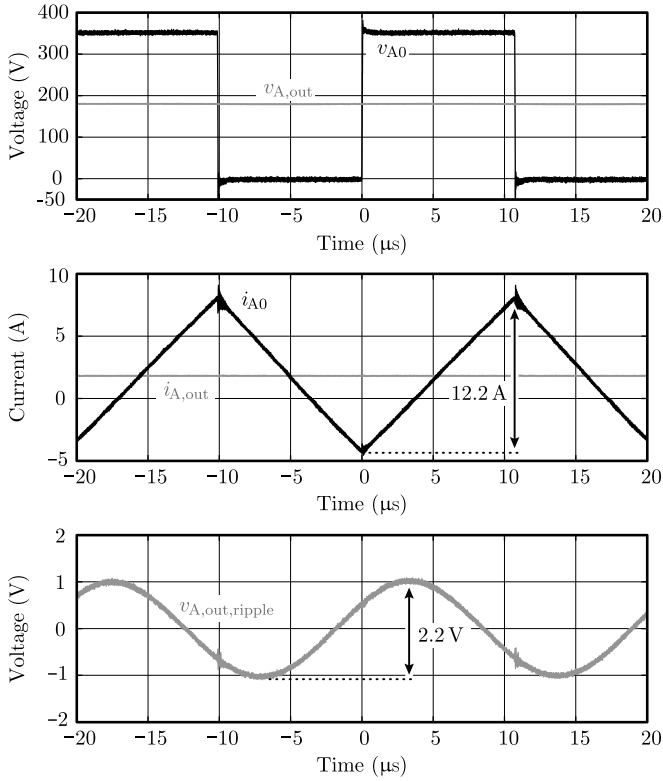 400
300
200
100
0
-50
Voltage (V)
v_A0
v_A,out
−20 −15 −10 −5 0 5 10 15 20
Time (µs)
10
5
0
−5
Current (A)
i_A0
i_A,out
12.2 A
−20 −15 −10 −5 0 5 10 15 20
Time (µs)
2
1
0
−1
−2
Voltage (V)
v_A,out,ripple
2.2 V
−20 −15 −10 −5 0 5 10 15 20
Time (µs)